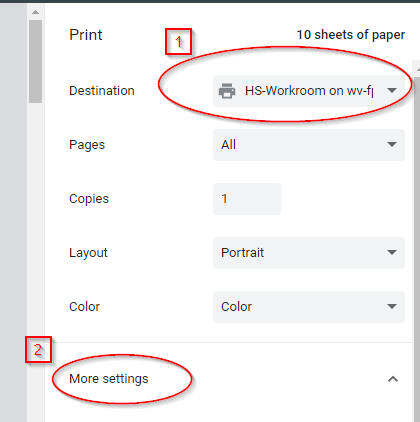 Print
10 sheets of paper
1
Destination
HS-Workroom on wv-fp
Pages
All
Copies
1
Layout
Portrait
Color
Color
2
More settings